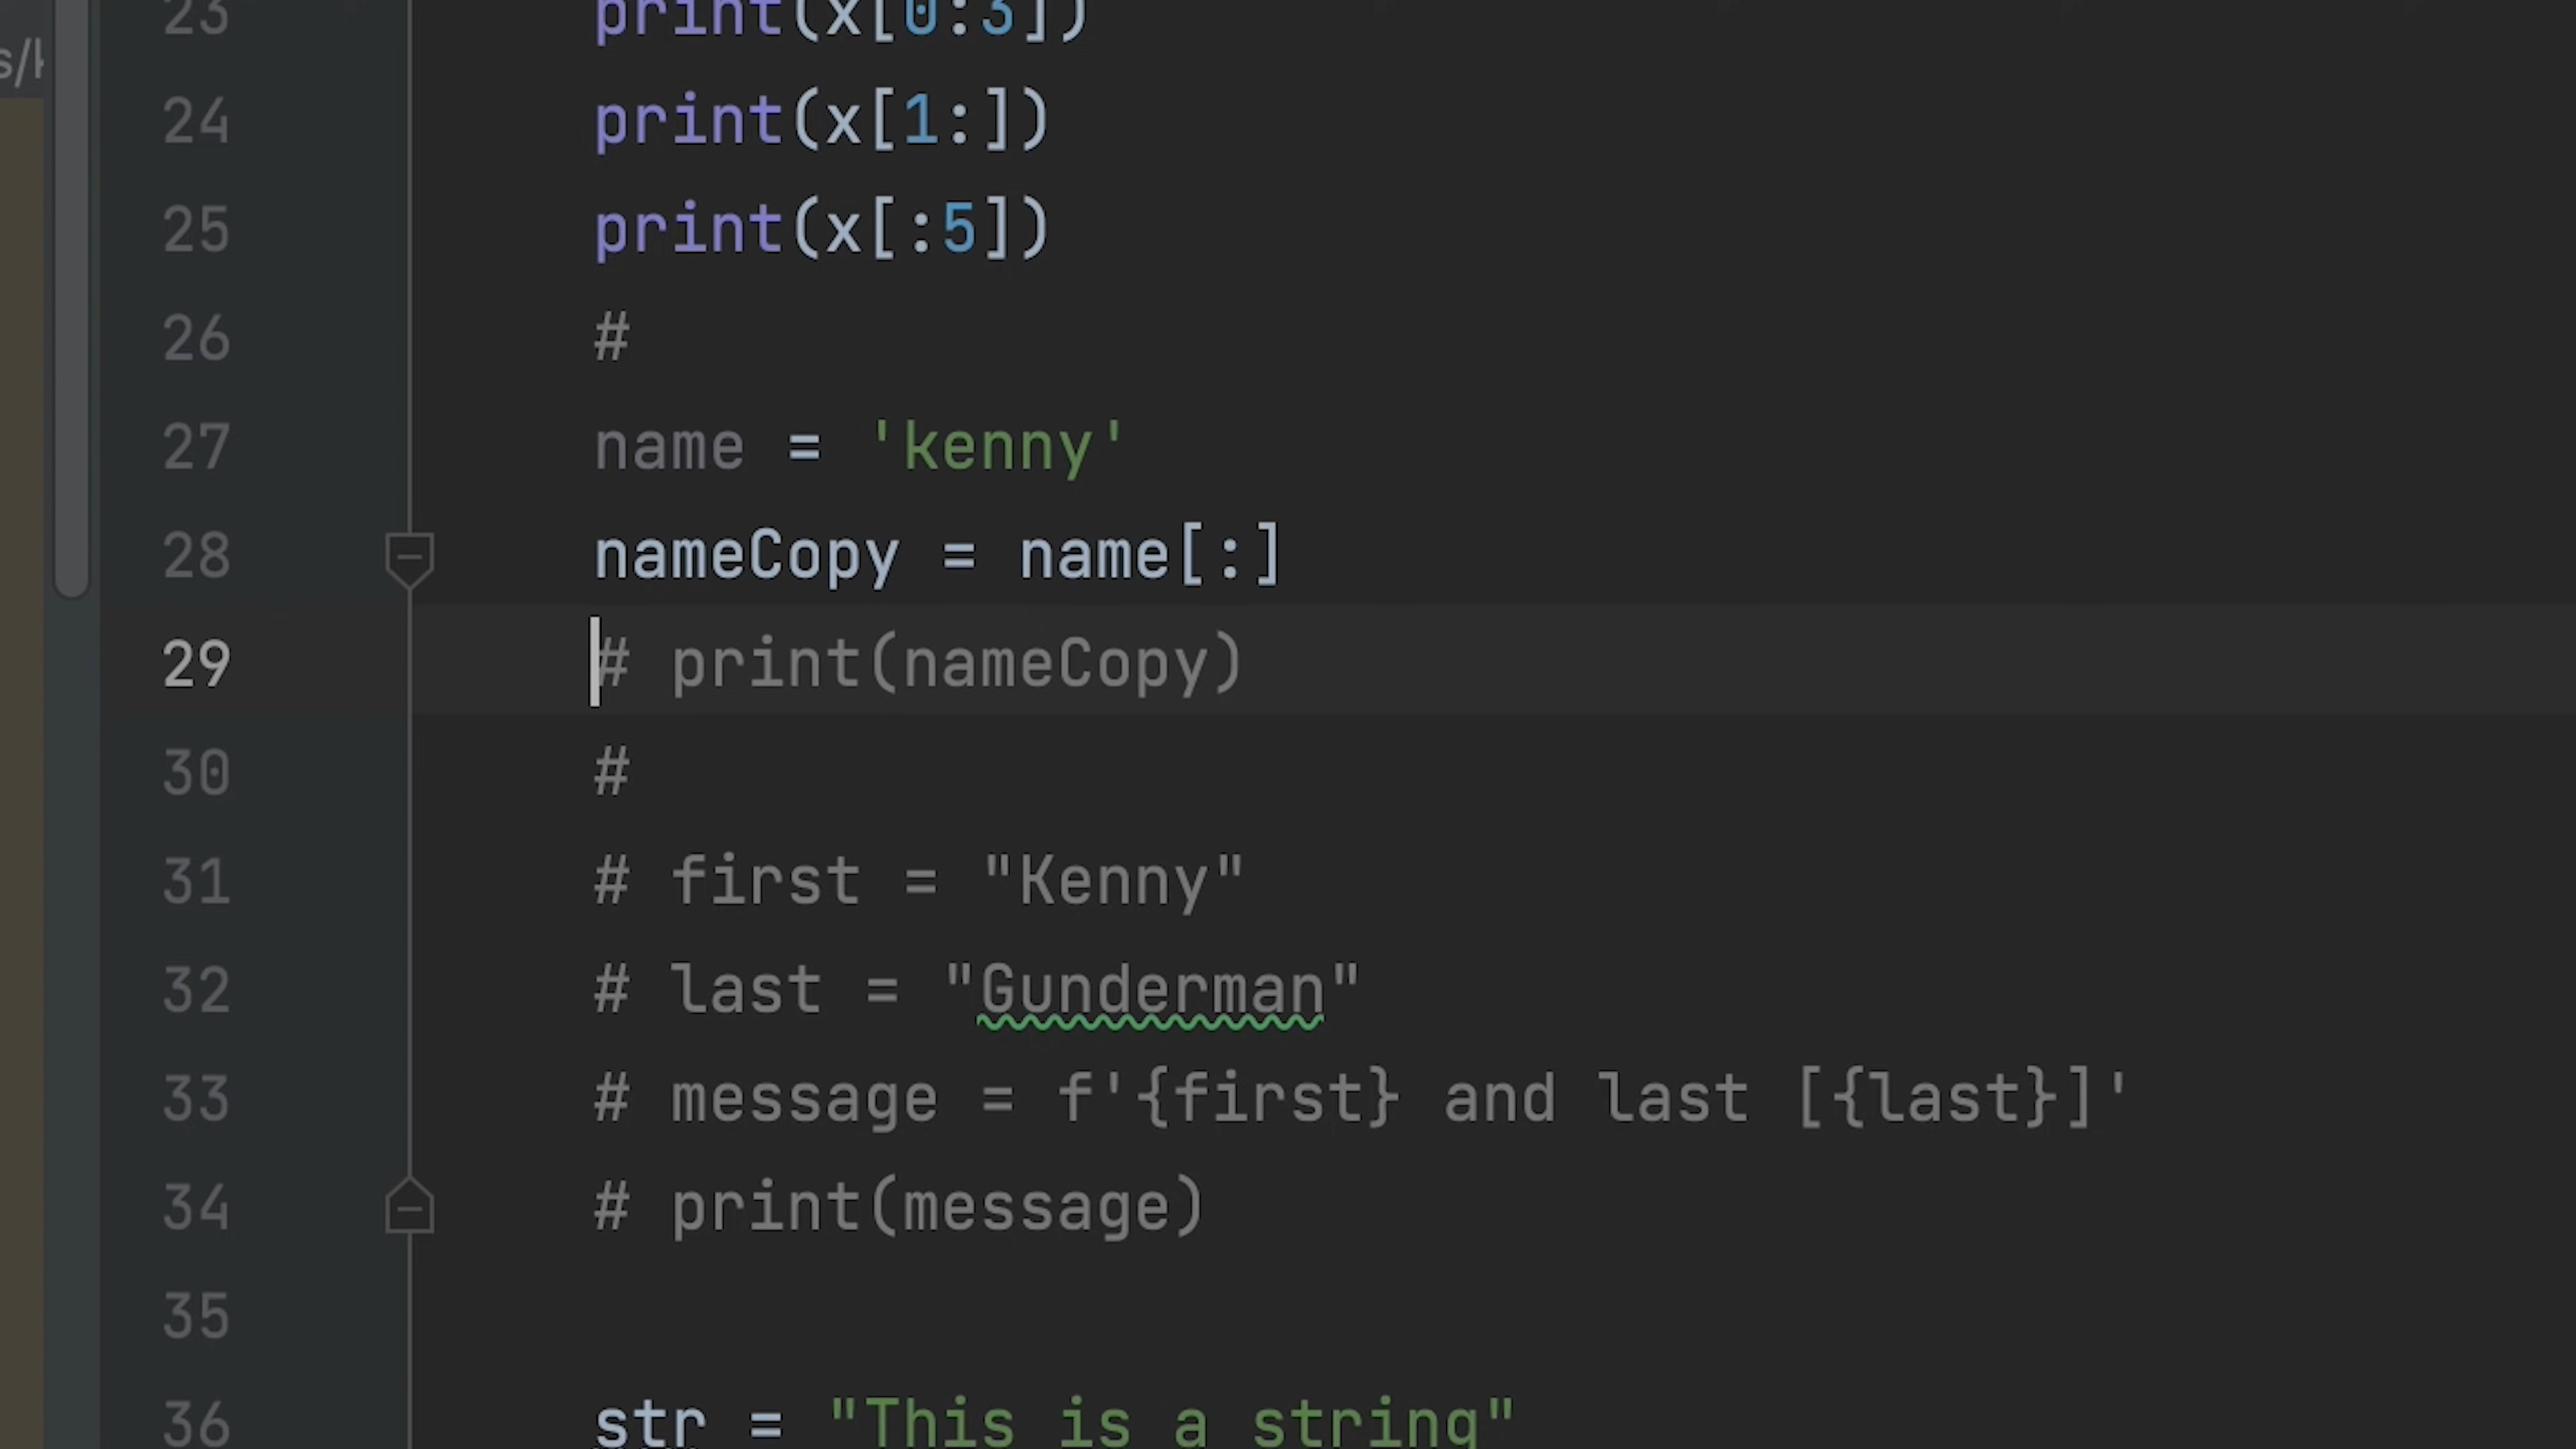 s/k
23 print(x[0:3])
24 print(x[1:])
25 print(x[:5])
26 #
27 name = 'kenny'
28 nameCopy = name[:]
29 # print(nameCopy)
30 #
31 # first = "Kenny"
32 # last = "Gunderman"
33 # message = f'{first} and last [{last}]'
34 # print(message)
35
36 str = "This is a string"